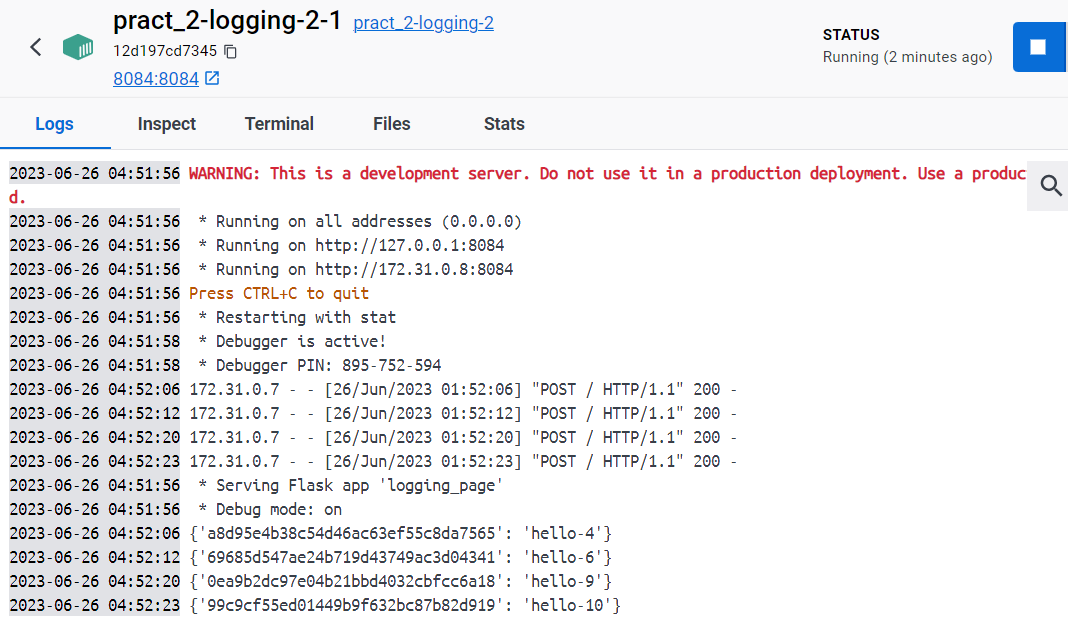 pract_2-logging-2-1 pract_2-logging-2
12d197cd7345
8084:8084
STATUS
Running (2 minutes ago)
Logs Inspect Terminal Files Stats
2023-06-26 04:51:56 WARNING: This is a development server. Do not use it in a production deployment. Use a produc
d.
2023-06-26 04:51:56  * Running on all addresses (0.0.0.0)
2023-06-26 04:51:56  * Running on http://127.0.0.1:8084
2023-06-26 04:51:56  * Running on http://172.31.0.8:8084
2023-06-26 04:51:56 Press CTRL+C to quit
2023-06-26 04:51:56  * Restarting with stat
2023-06-26 04:51:58  * Debugger is active!
2023-06-26 04:51:58  * Debugger PIN: 895-752-594
2023-06-26 04:52:06 172.31.0.7 - - [26/Jun/2023 01:52:06] "POST / HTTP/1.1" 200 -
2023-06-26 04:52:12 172.31.0.7 - - [26/Jun/2023 01:52:12] "POST / HTTP/1.1" 200 -
2023-06-26 04:52:20 172.31.0.7 - - [26/Jun/2023 01:52:20] "POST / HTTP/1.1" 200 -
2023-06-26 04:52:23 172.31.0.7 - - [26/Jun/2023 01:52:23] "POST / HTTP/1.1" 200 -
2023-06-26 04:51:56  * Serving Flask app 'logging_page'
2023-06-26 04:51:56  * Debug mode: on
2023-06-26 04:52:06 {'a8d95e4b38c54d46ac63ef55c8da7565': 'hello-4'}
2023-06-26 04:52:12 {'69685d547ae24b719d43749ac3d04341': 'hello-6'}
2023-06-26 04:52:20 {'0ea9b2dc97e04b21bbd4032cbfcc6a18': 'hello-9'}
2023-06-26 04:52:23 {'99c9cf55ed01449b9f632bc87b82d919': 'hello-10'}